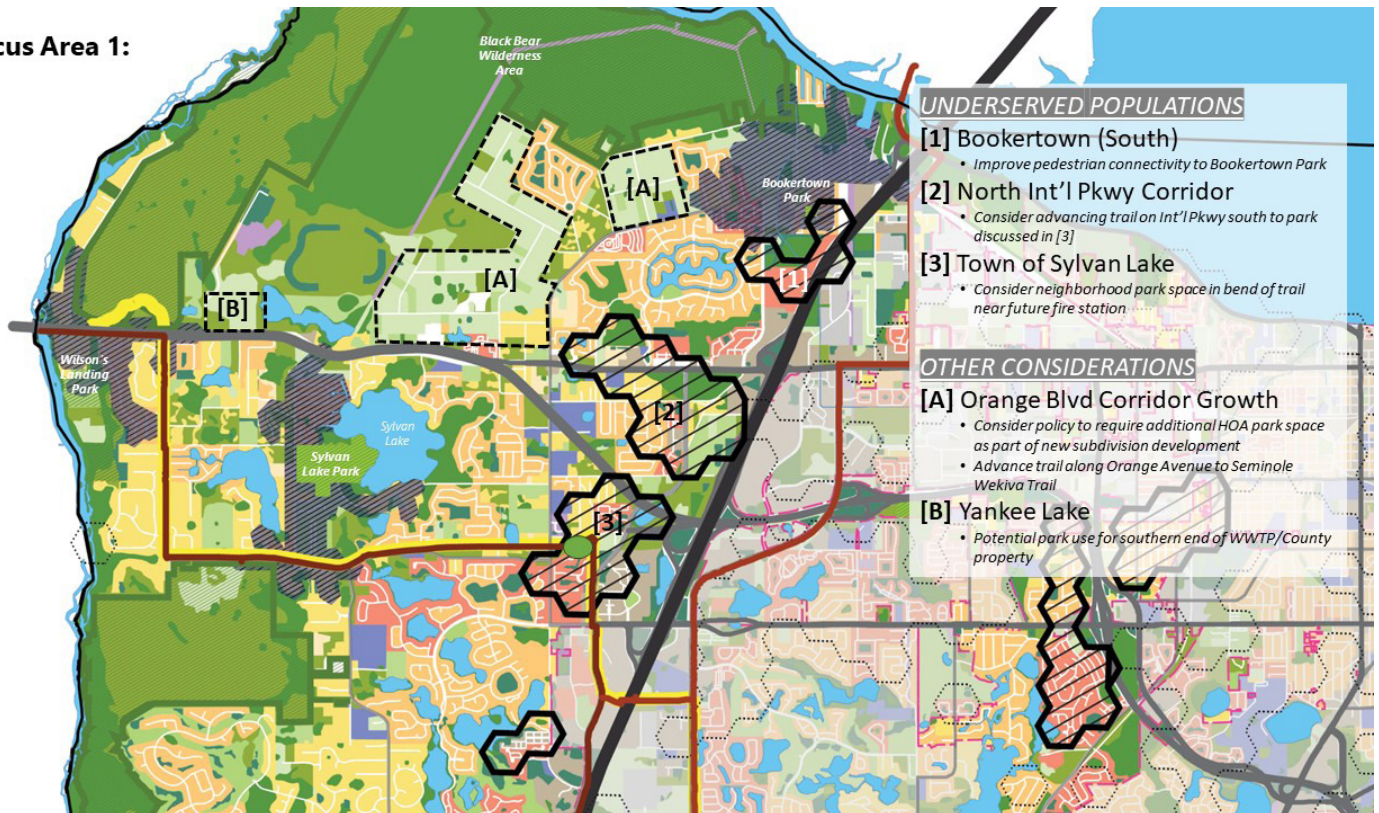 cus Area 1:
Black Bear
Wilderness
Area
UNDERSERVED POPULATIONS
[1] Bookertown (South)
• Improve pedestrian connectivity to Bookertown Park
[2] North Int'l Pkwy Corridor
• Consider advancing trail on Int'l Pkwy south to park
discussed in [3]
[3] Town of Sylvan Lake
• Consider neighborhood park space in bend of trail
near future fire station
OTHER CONSIDERATIONS
[A] Orange Blvd Corridor Growth
• Consider policy to require additional HOA park space
as part of new subdivision development
• Advance trail along Orange Avenue to Seminole
Wekiva Trail
[B] Yankee Lake
• Potential park use for southern end of WWTP/County
property
[A]
Bookertown
Park
[1]
[A]
[B]
Wilson's
Landing
Park
[2]
Sylvan
Lake
Sylvan
Lake Park
[3]